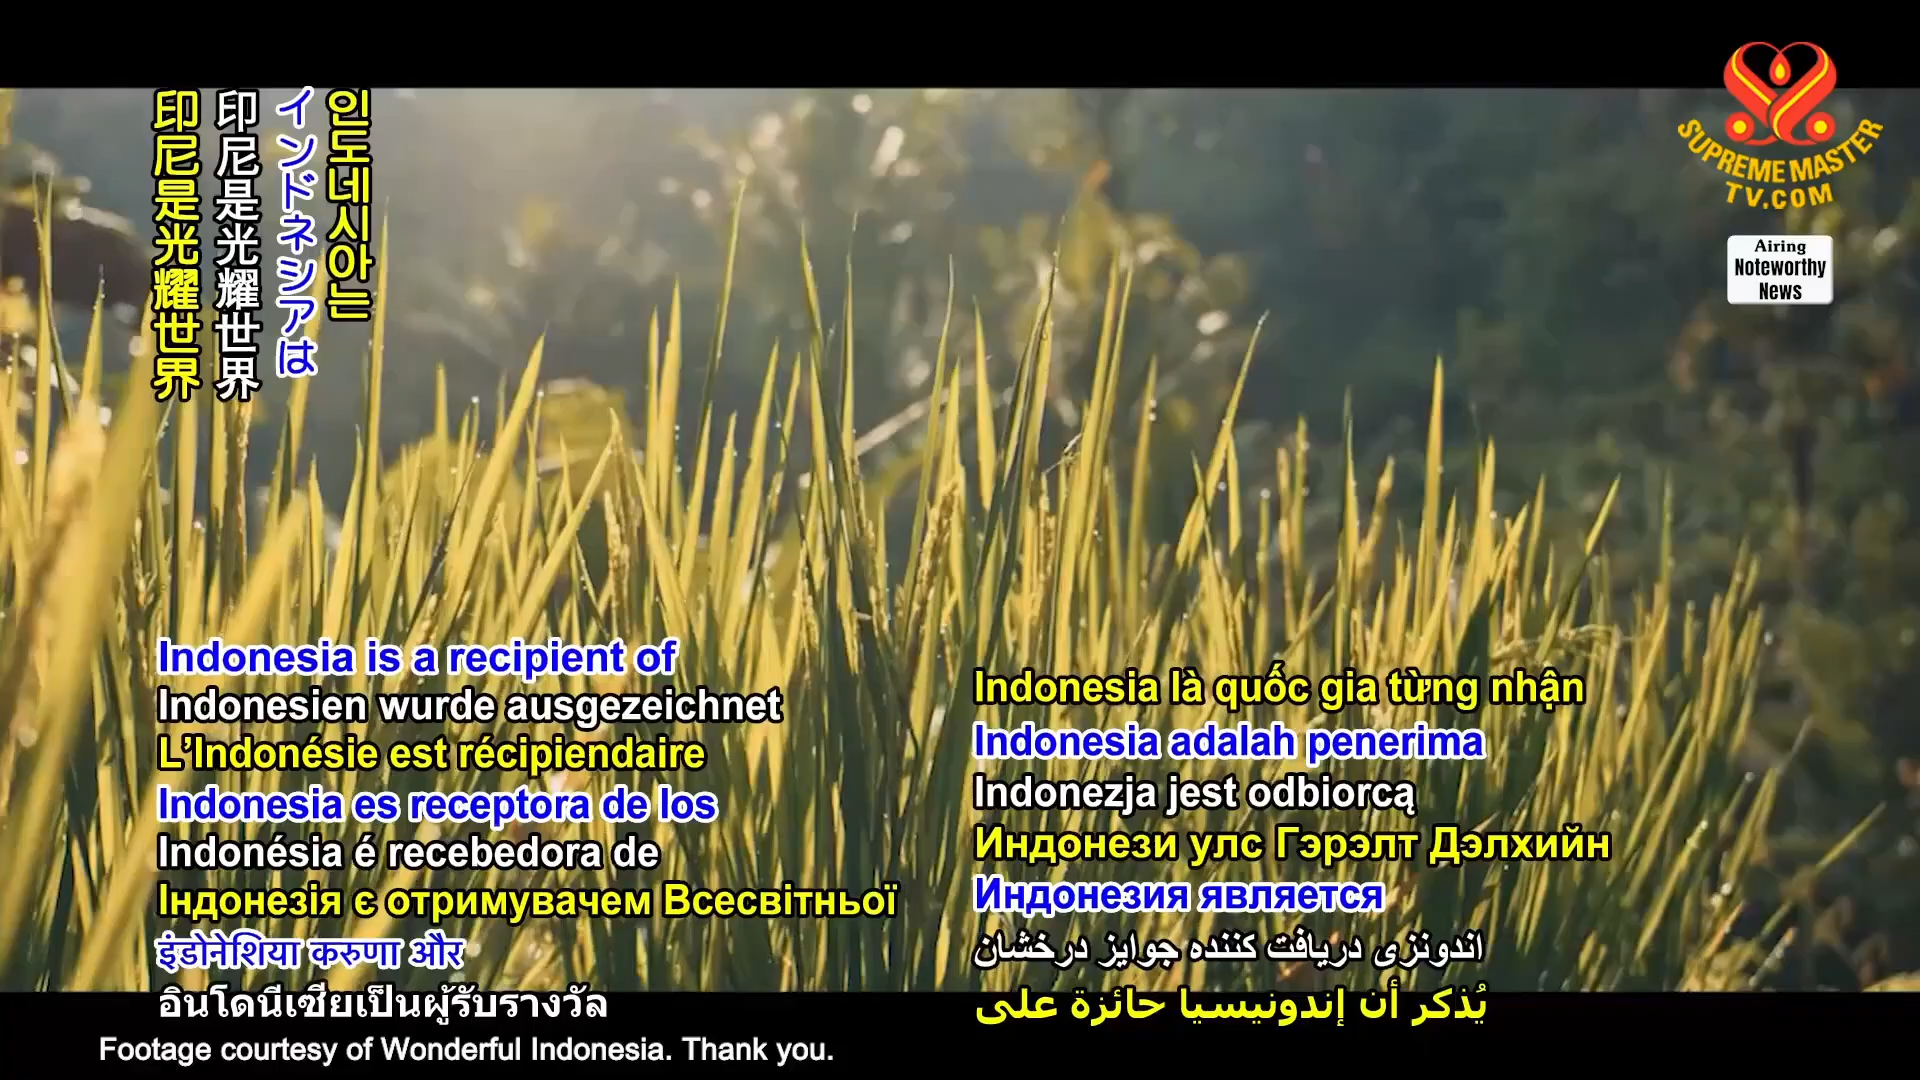 印尼是光耀世界
印尼是光耀世界
インドネシアは
인도네시아는
SUPREME MASTER
TV.COM
Airing
Noteworthy
News
Indonesia is a recipient of
Indonesien wurde ausgezeichnet
L’Indonésie est récipiendaire
Indonesia es receptora de los
Indonésia é recebedora de
Індонезія є отримувачем Всесвітньої
इंडोनेशिया करुणा और
อินโดนีเซียเป็นผู้รับรางวัล
Indonesia là quốc gia từng nhận
Indonesia adalah penerima
Indonezja jest odbiorcą
Индонези улс Гэрэлт Дэлхийн
Индонезия является
اندونزی دریافت کننده جوایز درخشان
يُذكر أن إندونيسيا حائزة على
Footage courtesy of Wonderful Indonesia. Thank you.